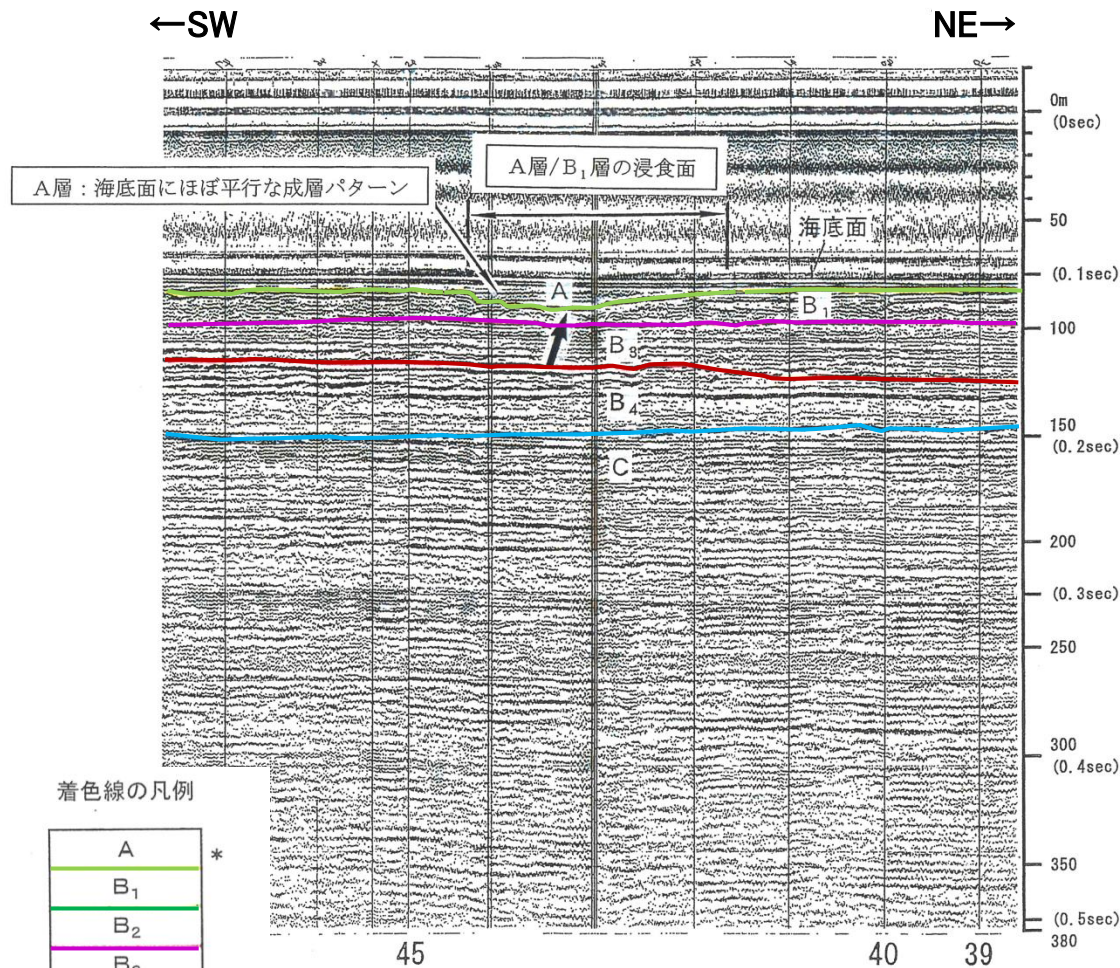 ←SW
NE→
0m
(0sec)
A層/B₁層の浸食面
A層：海底面にほぼ平行な成層パターン
50
海底面
(0.1sec)
A
B₁
100
B₃
B₄
150
(0.2sec)
C
200
(0.3sec)
250
300
(0.4sec)
着色線の凡例
A
*
B₁
350
B₂
(0.5sec)
380
45
40
39